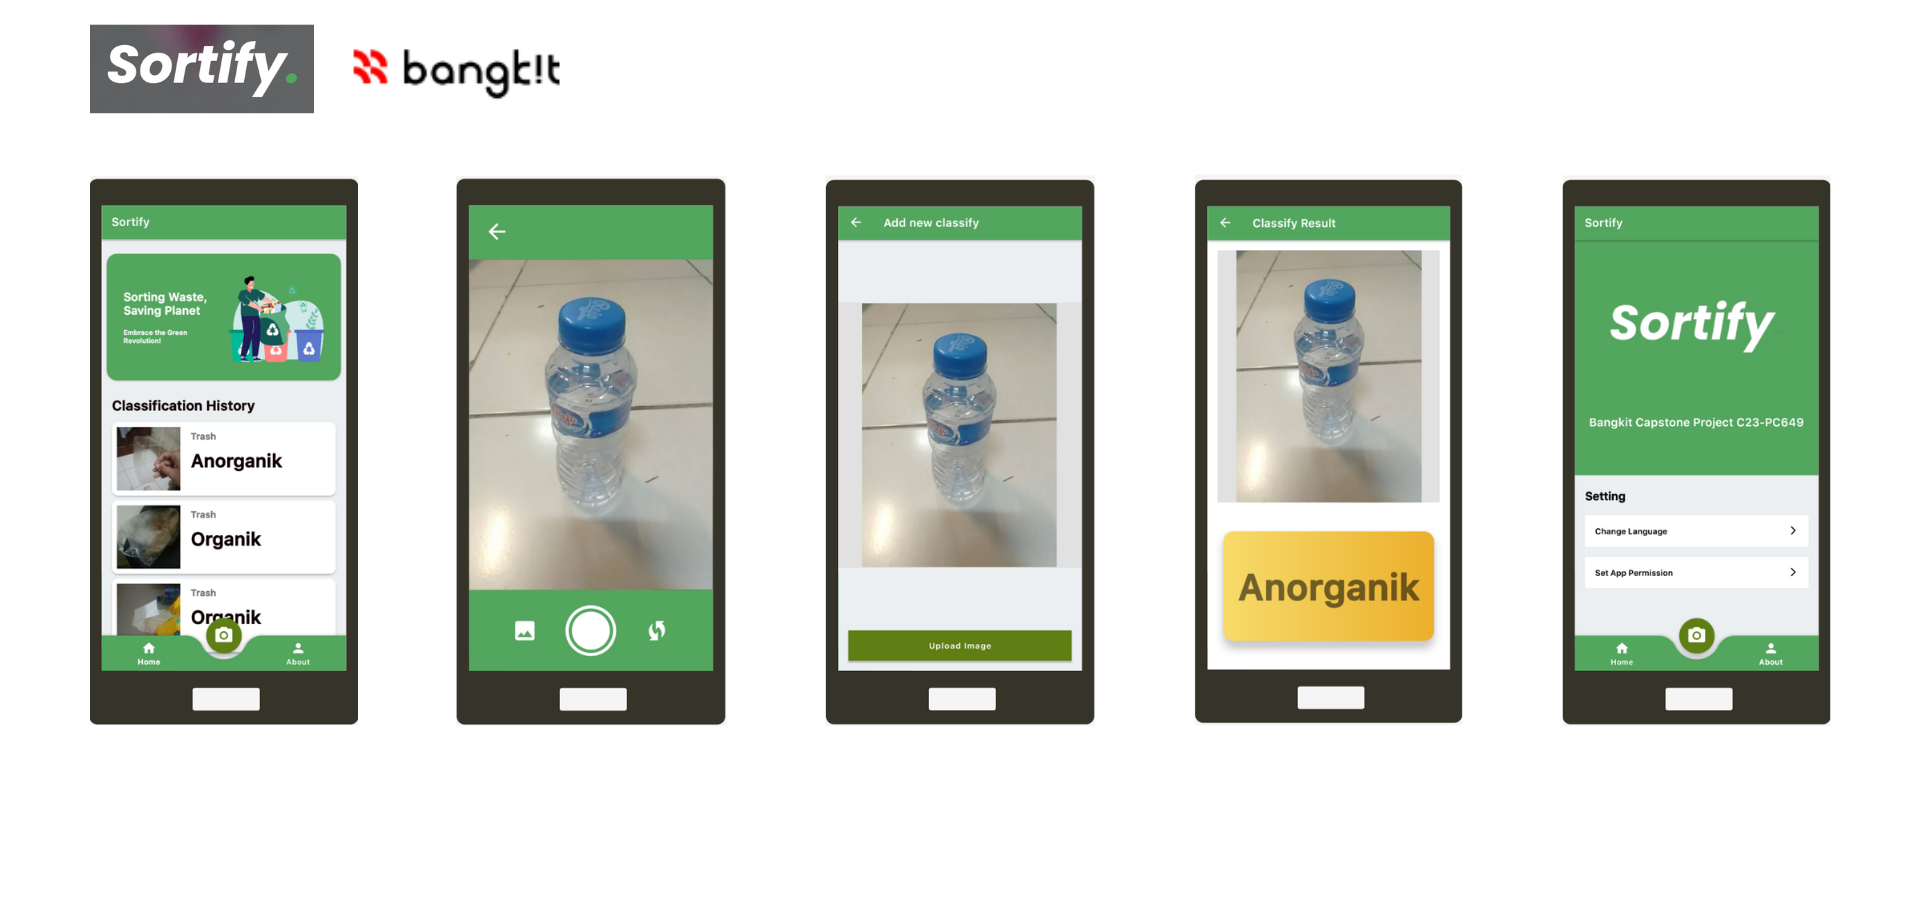 Sortify.
bangk!t
Sortify
Sorting Waste,
Saving Planet
Embrace the Green
Revolution!
Classification History
Trash
Anorganik
Trash
Organik
Trash
Organik
Home
About
Add new classify
Upload Image
Classify Result
Anorganik
Sortify
Sortify
Bangkit Capstone Project C23-PC649
Setting
Change Language
Set App Permission
Home
About